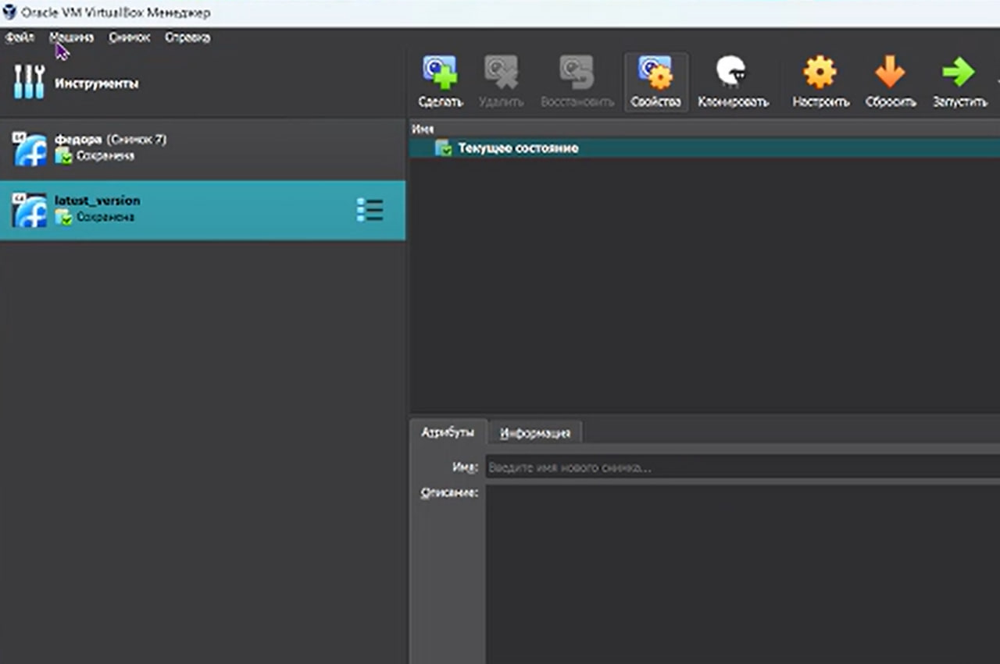 Oracle VM VirtualBox Менеджер
Файл Машина Снимок Справка
Инструменты
Сделать Удалить Восстановить Свойства Клонировать Настроить Сбросить Запустить
Имя
Текущее состояние
федора (Снимок 7)
Сохранена
latest_version
Сохранена
Атрибуты Информация
Имя: Введите имя нового снимка...
Описание: